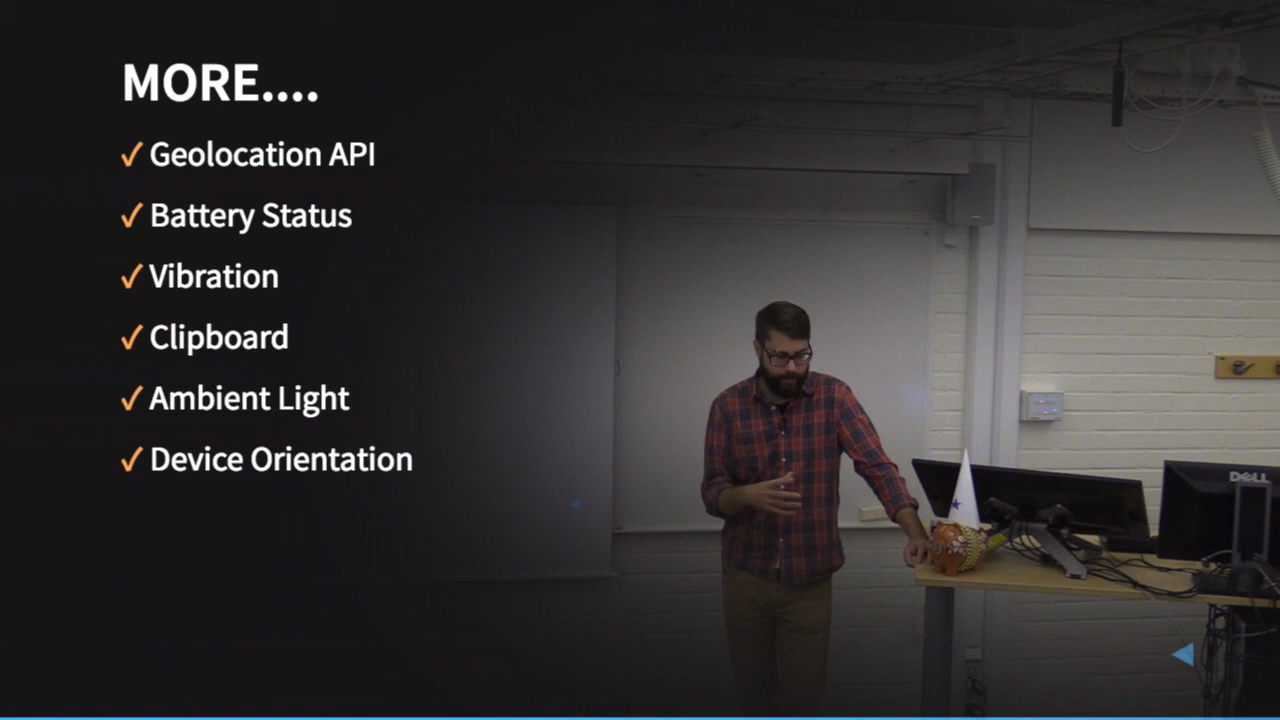 MORE....
✓ Geolocation API
✓ Battery Status
✓ Vibration
✓ Clipboard
✓ Ambient Light
✓ Device Orientation
DELL